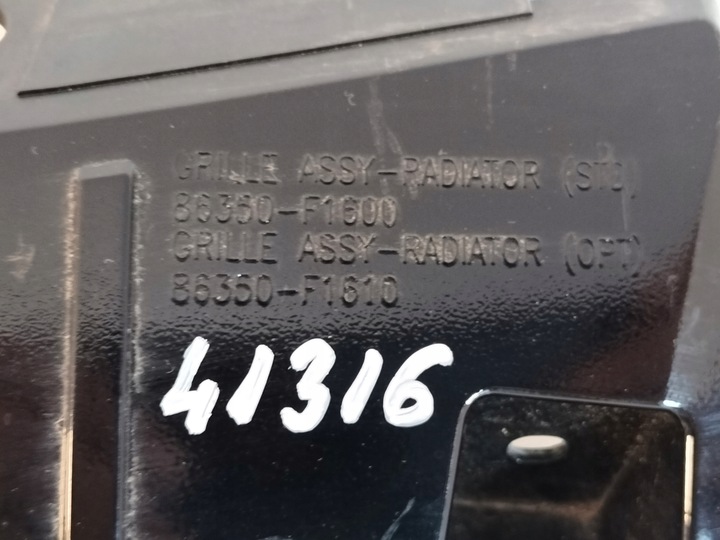 GRILLE ASSY-RADIATOR (STD)
86350-F1600
GRILLE ASSY-RADIATOR (OPT)
86350-F1610
41316